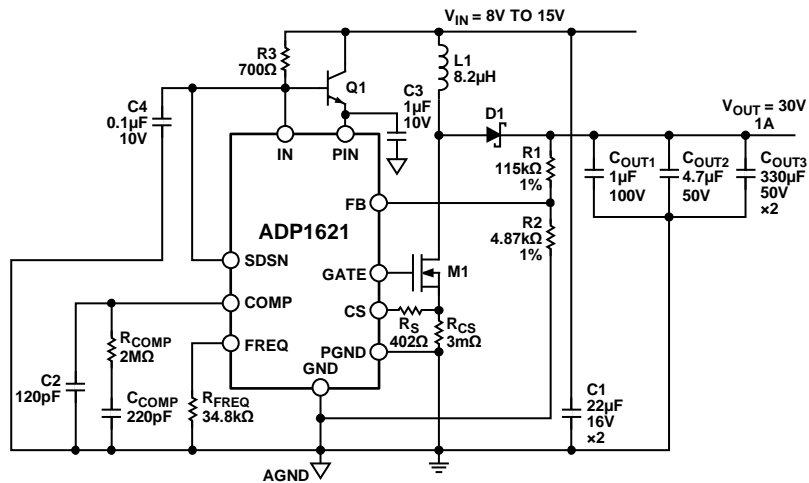 V_IN = 8V TO 15V
R3
700Ω
Q1
L1
8.2µH
C4
0.1µF
10V
C3
1µF
10V
D1
V_OUT = 30V
1A
IN
PIN
R1
115kΩ
1%
C_OUT1
1µF
100V
C_OUT2
4.7µF
50V
C_OUT3
330µF
50V
×2
FB
ADP1621
R2
4.87kΩ
1%
SDSN
GATE
M1
COMP
CS
R_S
402Ω
R_CS
3mΩ
R_COMP
2MΩ
FREQ
PGND
GND
C2
120pF
C_COMP
220pF
R_FREQ
34.8kΩ
C1
22µF
16V
×2
AGND